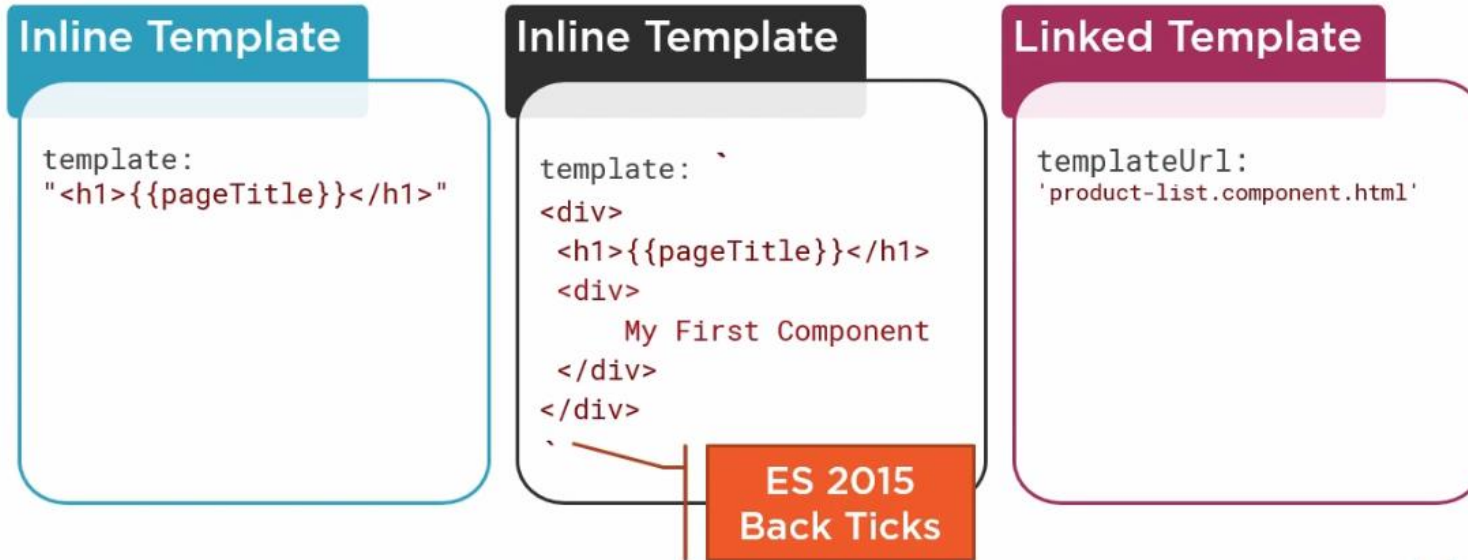 Inline Template
template:
"<h1>{{pageTitle}}</h1>"
Inline Template
template: `
<div>
<h1>{{pageTitle}}</h1>
<div>
My First Component
</div>
</div>
`
ES 2015
Back Ticks
Linked Template
templateUrl:
'product-list.component.html'